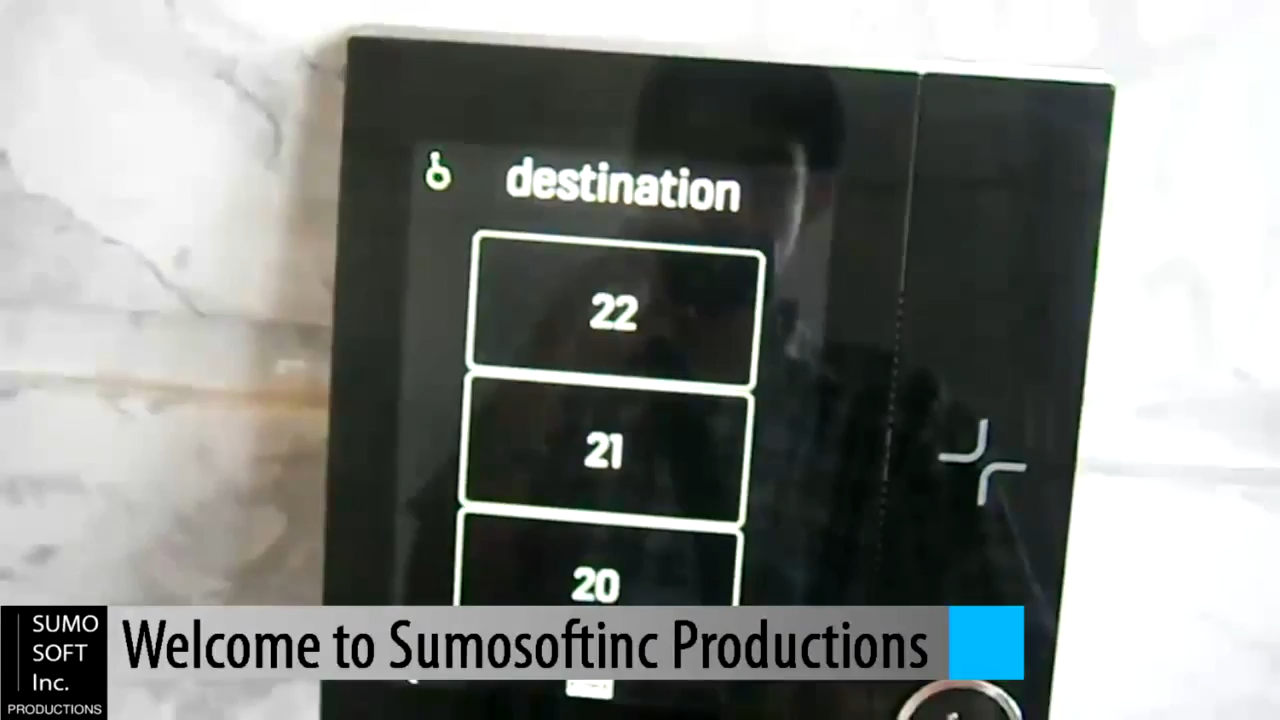 destination
22
21
20
SUMO
SOFT
Inc.
PRODUCTIONS
Welcome to Sumosoftinc Productions